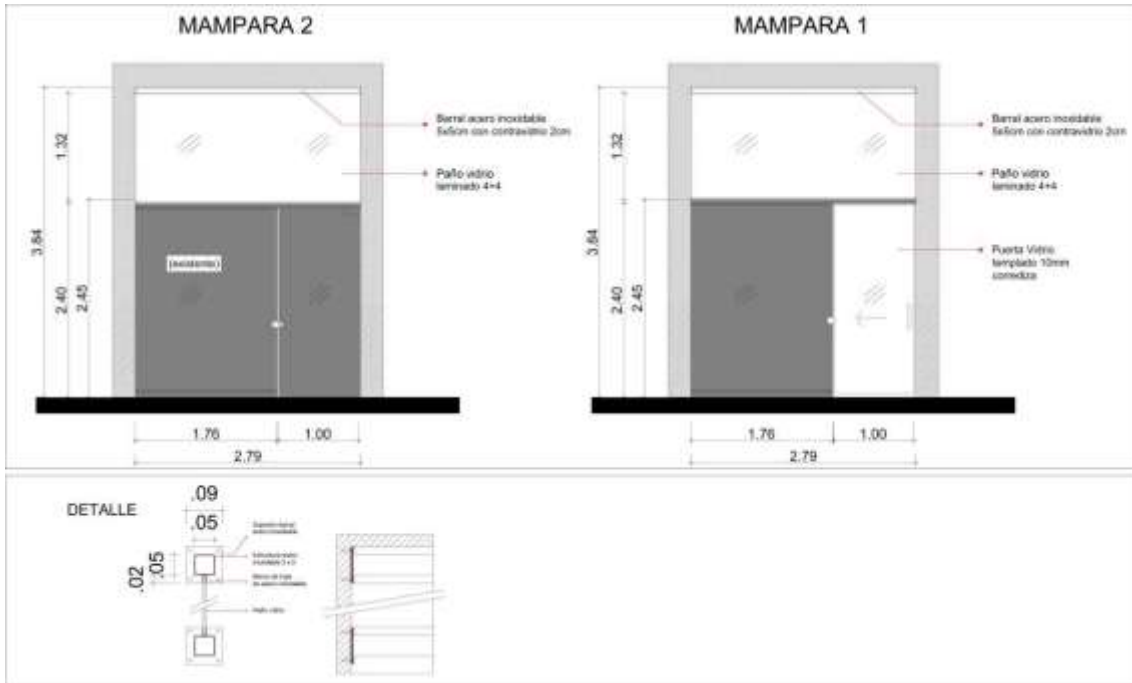 MAMPARA 2
3.84
1.32
2.40
2.45
(existente)
Barral acero inoxidable
5x5cm con contravidrio 2cm
Paño vidrio
laminado 4+4
1.76
1.00
2.79
MAMPARA 1
3.84
1.32
2.40
2.45
Barral acero inoxidable
5x5cm con contravidrio 2cm
Paño vidrio
laminado 4+4
Puerta Vidrio
templado 10mm
corrediza
1.76
1.00
2.79
DETALLE
.09
.05
.02
.05
Paño vidrio